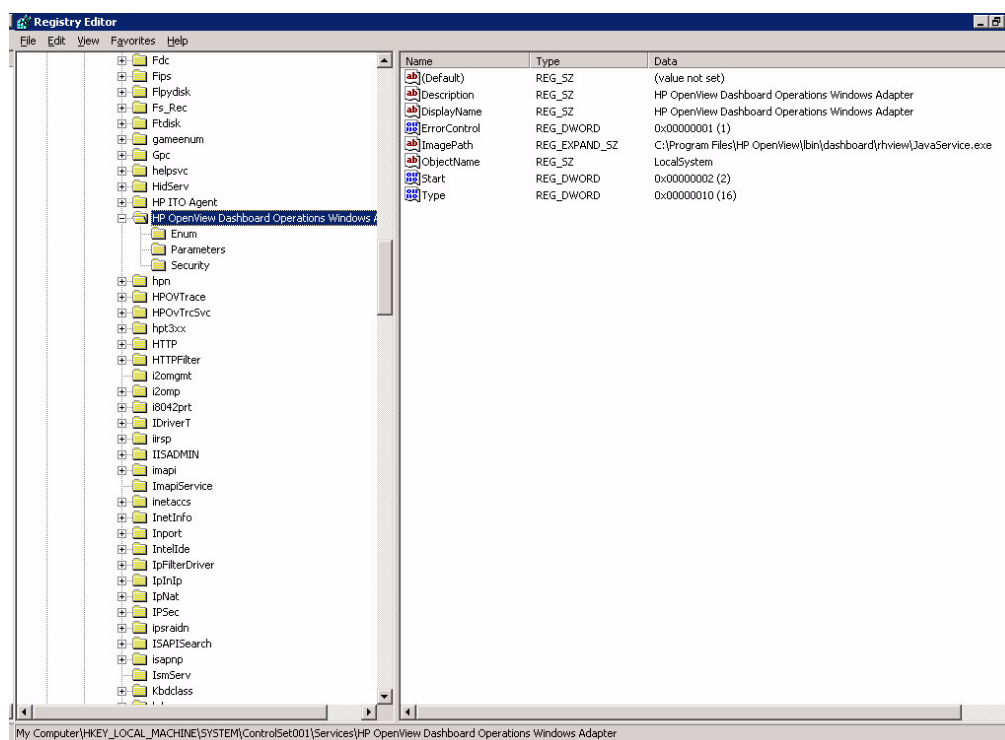 Registry Editor
File Edit View Favorites Help
Fdc
Fips
Flpydisk
Fs_Rec
Ftdisk
gameenum
Gpc
helpsvc
HidServ
HP ITO Agent
HP OpenView Dashboard Operations Windows A
Enum
Parameters
Security
hpn
HPOVTrace
HPOvTrcSvc
hpt3xx
HTTP
HTTPFilter
i2omgmt
i2omp
i8042prt
IDriverT
iirsp
IISADMIN
imapi
ImapiService
inetaccs
InetInfo
Inport
IntelIde
IpFilterDriver
IpInIp
IpNat
IPSec
ipsraidn
ISAPISearch
isapnp
IsmServ
Kbdclass
Name Type Data
(Default) REG_SZ (value not set)
Description REG_SZ HP OpenView Dashboard Operations Windows Adapter
DisplayName REG_SZ HP OpenView Dashboard Operations Windows Adapter
ErrorControl REG_DWORD 0x00000001 (1)
ImagePath REG_EXPAND_SZ C:\Program Files\HP OpenView\lbin\dashboard\rhview\JavaService.exe
ObjectName REG_SZ LocalSystem
Start REG_DWORD 0x00000002 (2)
Type REG_DWORD 0x00000010 (16)
My Computer\HKEY_LOCAL_MACHINE\SYSTEM\ControlSet001\Services\HP OpenView Dashboard Operations Windows Adapter